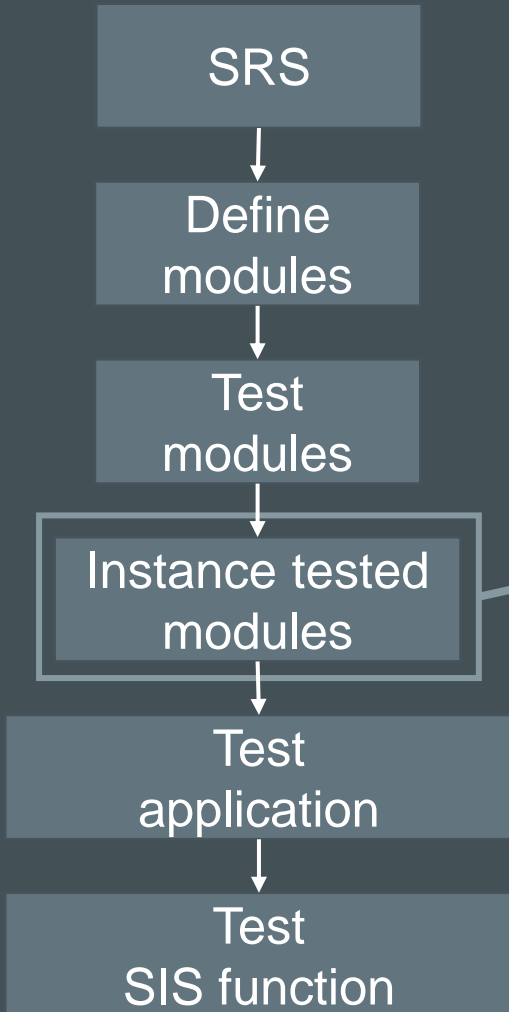 SRS
Define
modules
Test
modules
Instance tested
modules
Test
application
Test
SIS function